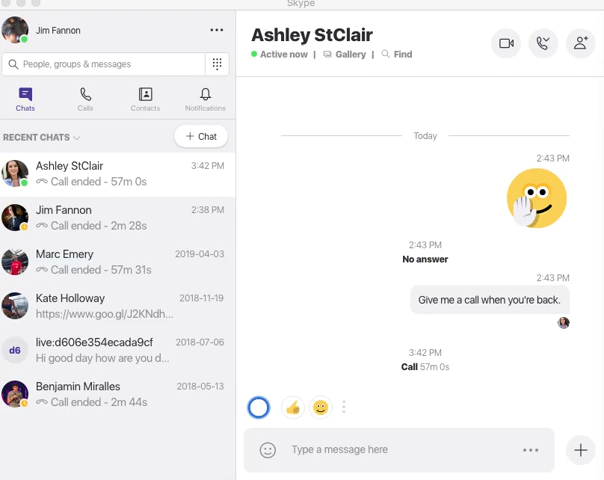 Skype
Jim Fannon
...
People, groups & messages
Chats
Calls
Contacts
Notifications
RECENT CHATS
+ Chat
Ashley StClair
3:42 PM
Call ended - 57m 0s
Jim Fannon
2:38 PM
Call ended - 2m 28s
Marc Emery
2019-04-03
Call ended - 57m 31s
Kate Holloway
2018-11-19
https://www.goo.gl/J2KNdh...
d6
live:d606e354ecada9cf
2018-07-06
Hi good day how are you d...
Benjamin Miralles
2018-05-13
Call ended - 2m 44s
Ashley StClair
Active now | Gallery | Find
Today
2:43 PM
2:43 PM
No answer
2:43 PM
Give me a call when you're back.
3:42 PM
Call 57m 0s
Type a message here
...